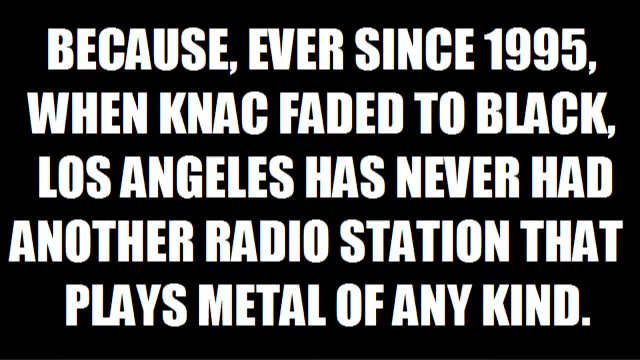 BECAUSE, EVER SINCE 1995,
WHEN KNAC FADED TO BLACK,
LOS ANGELES HAS NEVER HAD
ANOTHER RADIO STATION THAT
PLAYS METAL OF ANY KIND.